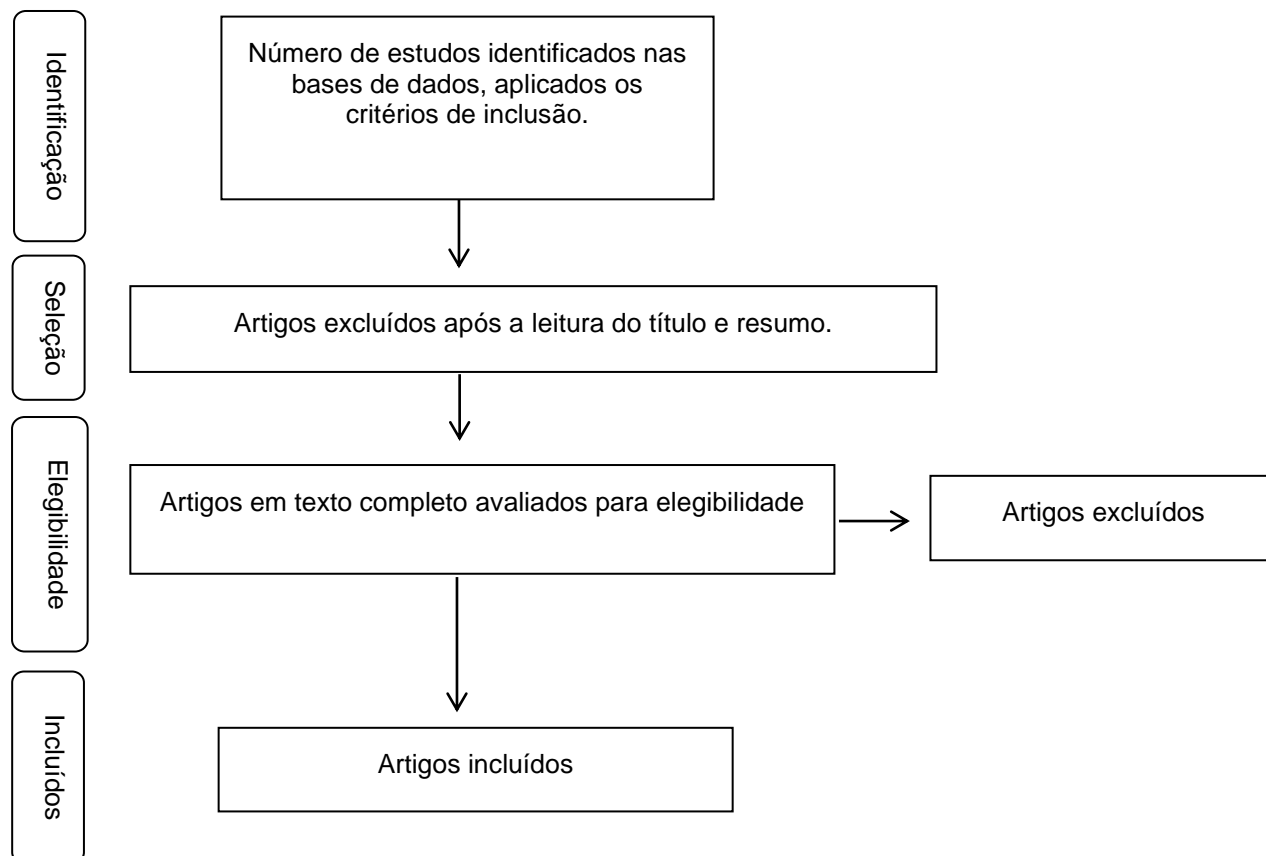 Identificação
Número de estudos identificados nas
bases de dados, aplicados os
critérios de inclusão.
Seleção
Artigos excluídos após a leitura do título e resumo.
Elegibilidade
Artigos em texto completo avaliados para elegibilidade
Artigos excluídos
Incluídos
Artigos incluídos